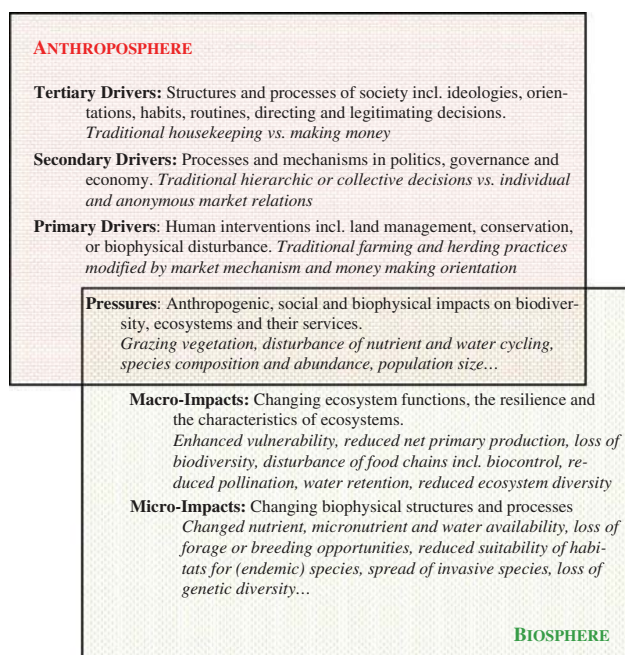 ANTHROPOSPHERE
Tertiary Drivers: Structures and processes of society incl. ideologies, orien-
tations, habits, routines, directing and legitimating decisions.
Traditional housekeeping vs. making money
Secondary Drivers: Processes and mechanisms in politics, governance and
economy. Traditional hierarchic or collective decisions vs. individual
and anonymous market relations
Primary Drivers: Human interventions incl. land management, conservation,
or biophysical disturbance. Traditional farming and herding practices
modified by market mechanism and money making orientation
Pressures: Anthropogenic, social and biophysical impacts on biodiver-
sity, ecosystems and their services.
Grazing vegetation, disturbance of nutrient and water cycling,
species composition and abundance, population size…
Macro-Impacts: Changing ecosystem functions, the resilience and
the characteristics of ecosystems.
Enhanced vulnerability, reduced net primary production, loss of
biodiversity, disturbance of food chains incl. biocontrol, re-
duced pollination, water retention, reduced ecosystem diversity
Micro-Impacts: Changing biophysical structures and processes
Changed nutrient, micronutrient and water availability, loss of
forage or breeding opportunities, reduced suitability of habi-
tats for (endemic) species, spread of invasive species, loss of
genetic diversity…
BIOSPHERE